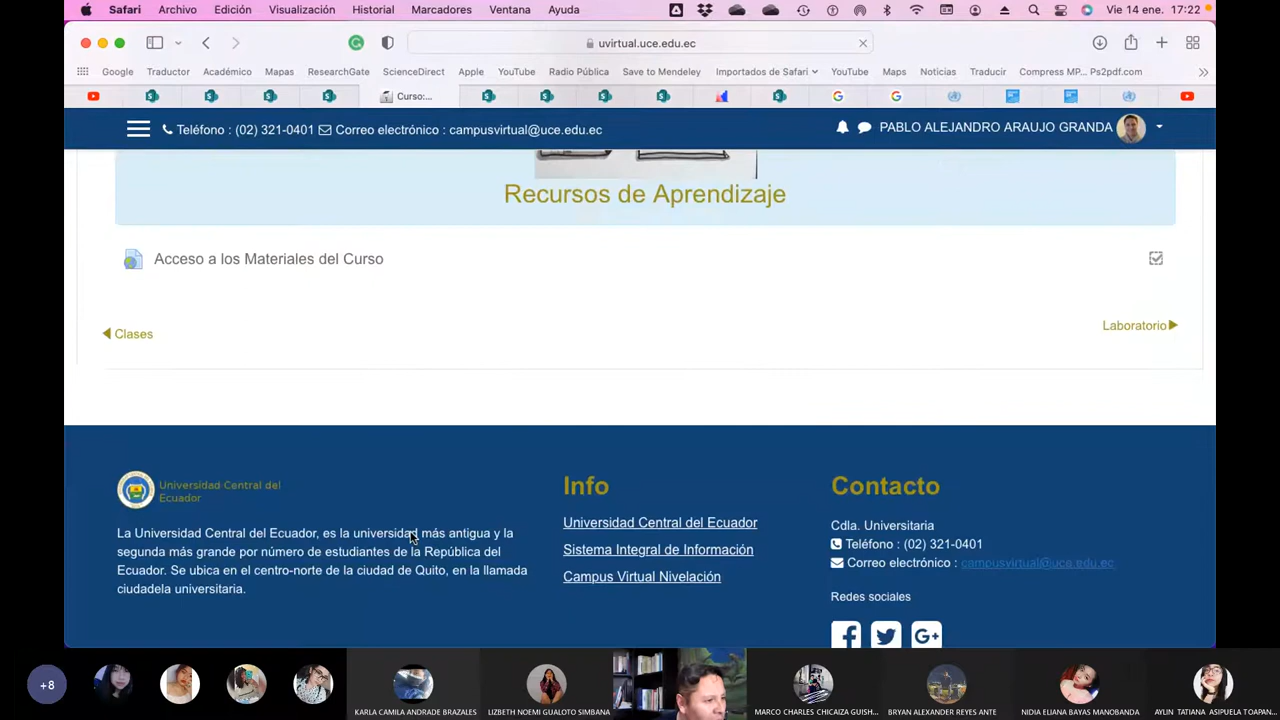 Safari Archivo Edición Visualización Historial Marcadores Ventana Ayuda Vie 14 ene. 17:22
uvirtual.uce.edu.ec
Google Traductor Académico Mapas ResearchGate ScienceDirect Apple YouTube Radio Pública Save to Mendeley Importados de Safari YouTube Maps Noticias Traducir Compress MP... Ps2pdf.com
Curso:...
Teléfono : (02) 321-0401 Correo electrónico : campusvirtual@uce.edu.ec PABLO ALEJANDRO ARAUJO GRANDA
Recursos de Aprendizaje
Acceso a los Materiales del Curso
Clases
Laboratorio
Universidad Central del
Ecuador
La Universidad Central del Ecuador, es la universidad más antigua y la
segunda más grande por número de estudiantes de la República del
Ecuador. Se ubica en el centro-norte de la ciudad de Quito, en la llamada
ciudadela universitaria.
Info
Universidad Central del Ecuador
Sistema Integral de Información
Campus Virtual Nivelación
Contacto
Cdla. Universitaria
Teléfono : (02) 321-0401
Correo electrónico : campusvirtual@uce.edu.ec
Redes sociales
+8
KARLA CAMILA ANDRADE BRAZALES
LIZBETH NOEMI GUALOTO SIMBANA
MARCO CHARLES CHICAIZA GUISH...
BRYAN ALEXANDER REYES ANTE
NIDIA ELIANA BAYAS MANOBANDA
AYLIN TATIANA ASIPUELA TOAPAN...